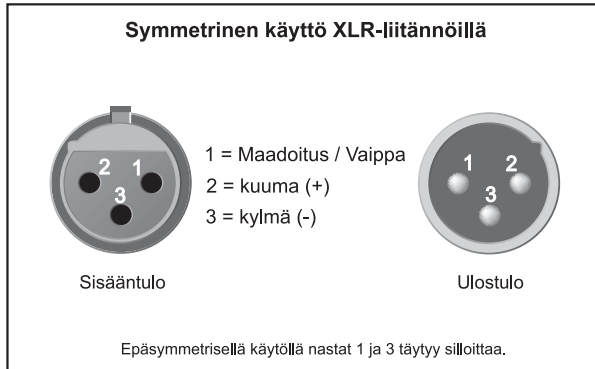 Symmetrinen käyttö XLR-liitännöillä
2 1
3
1 = Maadoitus / Vaippa
2 = kuuma (+)
3 = kylmä (-)
1 2
3
Sisääntulo
Ulostulo
Epäsymmetrisellä käytöllä nastat 1 ja 3 täytyy silloittaa.